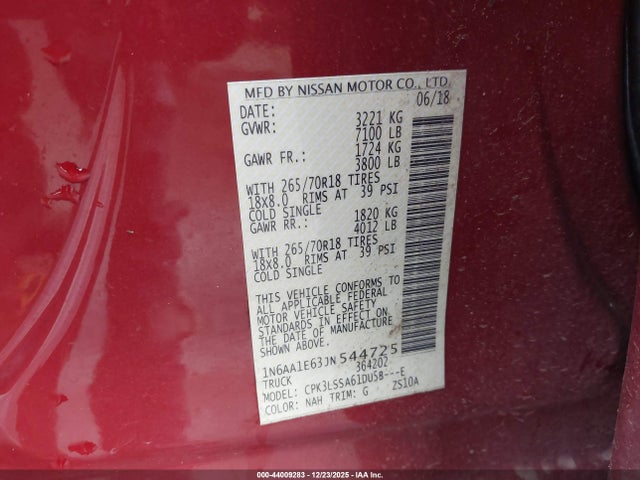 MFD BY NISSAN MOTOR CO., LTD.
DATE: 06/18
GVWR: 3221 KG
7100 LB
GAWR FR.: 1724 KG
3800 LB
WITH 265/70R18 TIRES
18x8.0 RIMS AT 39 PSI
COLD SINGLE
GAWR RR.: 1820 KG
4012 LB
WITH 265/70R18 TIRES
18x8.0 RIMS AT 39 PSI
COLD SINGLE
THIS VEHICLE CONFORMS TO
ALL APPLICABLE FEDERAL
MOTOR VEHICLE SAFETY
STANDARDS IN EFFECT ON
THE DATE OF MANUFACTURE
SHOWN ABOVE.
1N6AA1E63JN544725
TRUCK 364202
MODEL: CPK3LSSA61DU5B---E
COLOR: NAH TRIM: G ZS10A
000-44009283 - 12/23/2025 - IAA Inc.